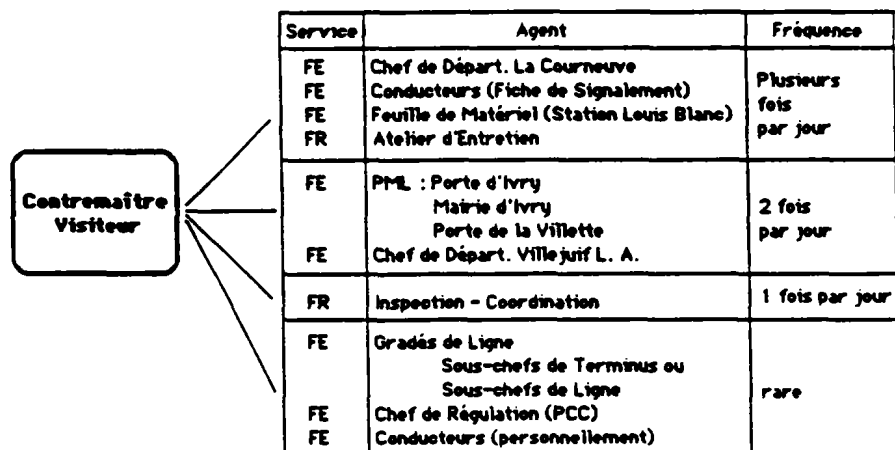 Service Agent Fréquence
FE Chef de Départ. La Courneuve
FE Conducteurs (Fiche de Signalement)
FE Feuille de Matériel (Station Louis Blanc)
FR Atelier d'Entretien
Plusieurs
fois
par jour
Contremaître
Visiteur
FE PML : Porte d'Ivry
Mairie d'Ivry
Porte de la Villette
FE Chef de Départ. Villejuif L. A.
2 fois
par jour
FR Inspection - Coordination 1 fois par jour
FE Gradés de Ligne
Sous-chefs de Terminus ou
Sous-chefs de Ligne
FE Chef de Régulation (PCC)
FE Conducteurs (personnellement)
rare